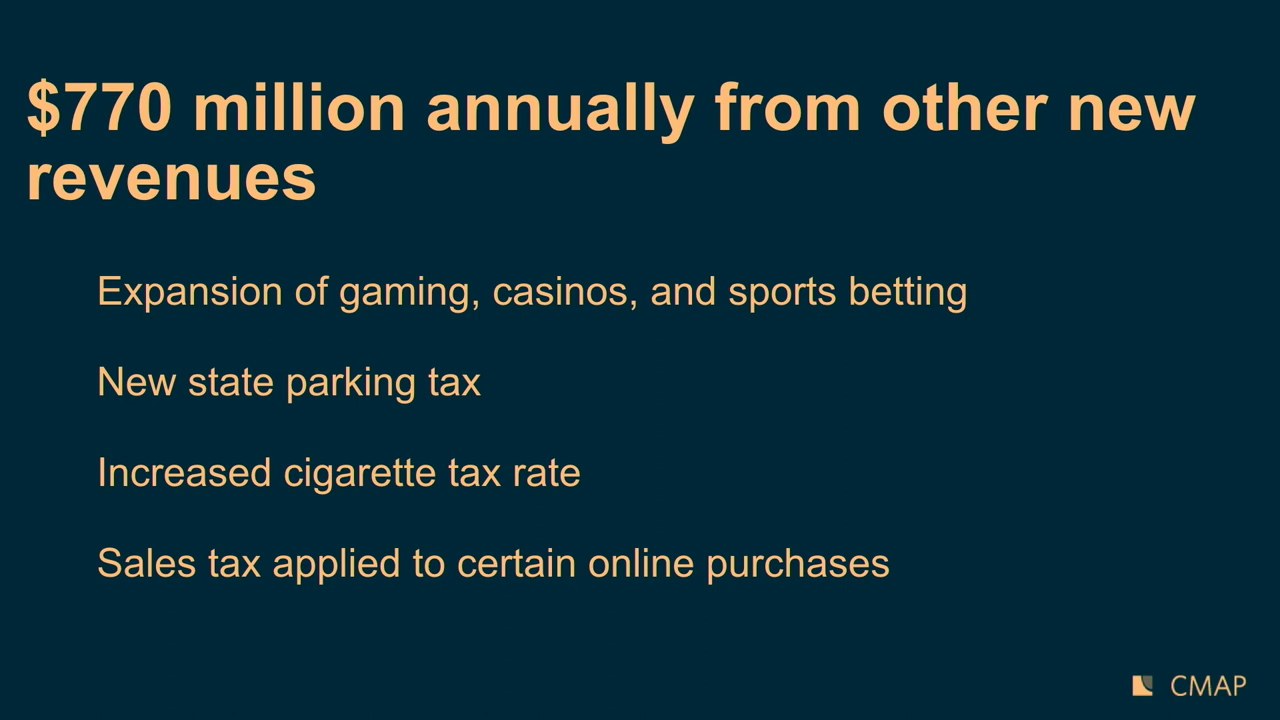 $770 million annually from other new
revenues
Expansion of gaming, casinos, and sports betting
New state parking tax
Increased cigarette tax rate
Sales tax applied to certain online purchases
CMAP